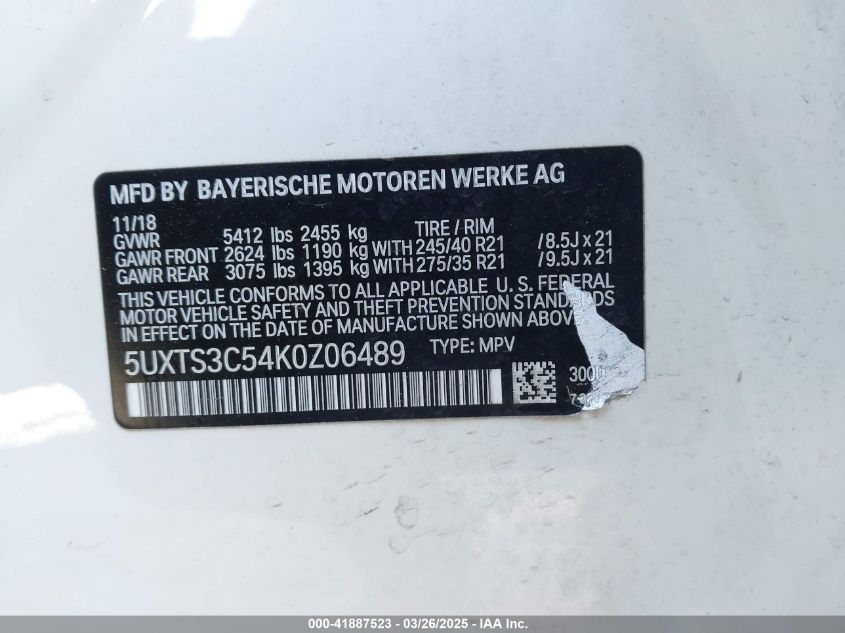 MFD BY BAYERISCHE MOTOREN WERKE AG
11/18
GVWR 5412 lbs 2455 kg TIRE / RIM
GAWR FRONT 2624 lbs 1190 kg WITH 245/40 R21 /8.5J x 21
GAWR REAR 3075 lbs 1395 kg WITH 275/35 R21 /9.5J x 21
THIS VEHICLE CONFORMS TO ALL APPLICABLE U. S. FEDERAL
MOTOR VEHICLE SAFETY AND THEFT PREVENTION STANDARDS
IN EFFECT ON THE DATE OF MANUFACTURE SHOWN ABOVE
5UXTS3C54K0Z06489 TYPE: MPV
000-41887523 - 03/26/2025 - IAA Inc.